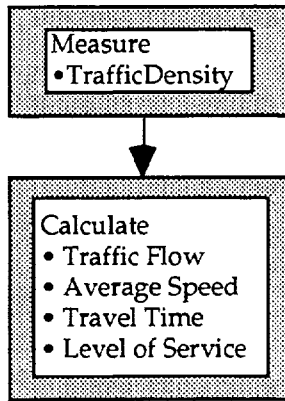 Measure
•TrafficDensity
Calculate
• Traffic Flow
• Average Speed
• Travel Time
• Level of Service